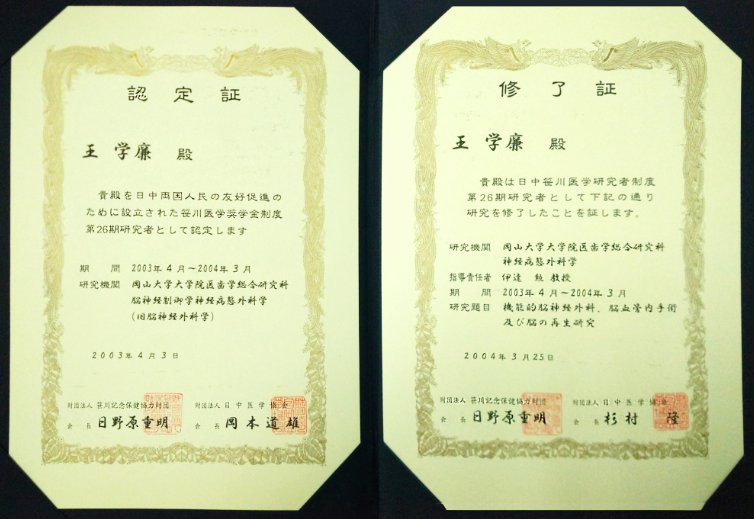 認定証
王学廉 殿
貴殿を日中両国人民の友好促進の
ために設立された笹川医学奨学金制度
第26期研究者として認定します
期 間 2003年4月~2004年3月
研究機関 岡山大学大学院医歯学総合研究科
脳神経制御学神経病態外科学
(旧脳神経外科学)
2003年4月3日
財団法人 笹川記念保健協力財団
会 長 日野原重明
財団法人 日中医学協会
会 長 岡本道雄
修了証
王学廉 殿
貴殿は日中笹川医学研究者制度
第26期研究者として下記の通り
研究を修了したことを証します。
研究機関 岡山大学大学院医歯学総合研究科
神経病態外科学
指導責任者 伊達 勲 教授
期 間 2003年4月~2004年3月
研究題目 機能的脳神経外科、脳血管内手術
及び脳の再生研究
2004年3月25日
財団法人 笹川記念保健協力財団
会 長 日野原重明
財団法人 日中医学協会
会 長 杉村 隆